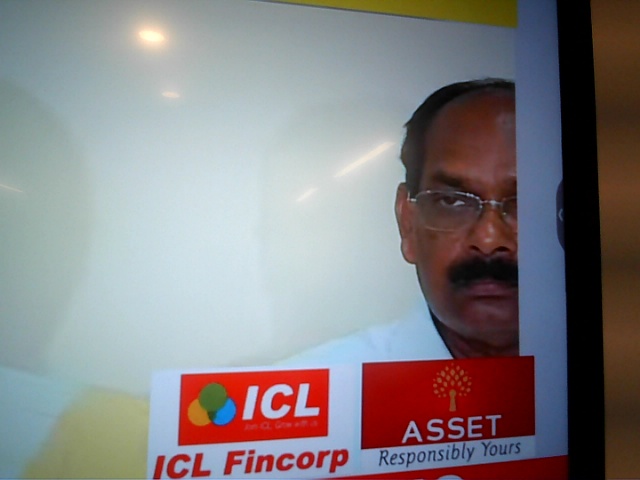 ICL
Join ICL, Grow with us
ICL Fincorp
ASSET
Responsibly Yours